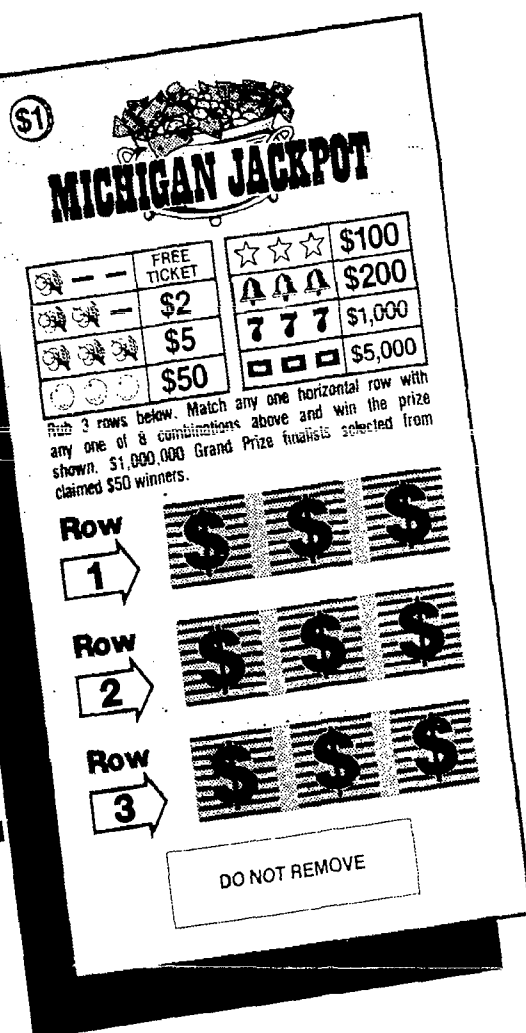 $1
MICHIGAN JACKPOT
FREE
TICKET
$2
$5
$50
$100
$200
7 7 7 $1,000
$5,000
Rub 3 rows below. Match any one horizontal row with
any one of 8 combinations above and win the prize
shown. $1,000,000 Grand Prize finalists selected from
claimed $50 winners.
Row
1
$ $ $
Row
2
$ $ $
Row
3
$ $ $
DO NOT REMOVE